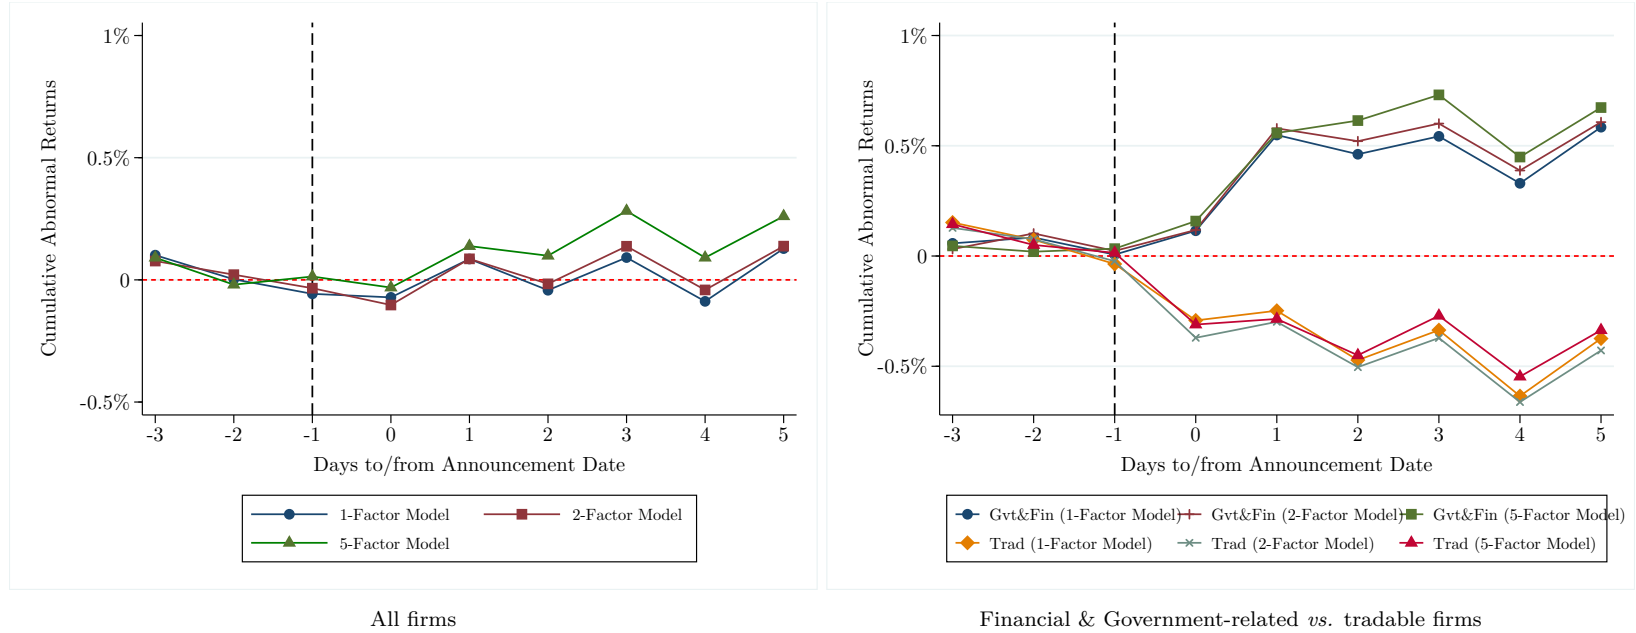 1%
0.5%
0
-0.5%
Cumulative Abnormal Returns
-3 -2 -1 0 1 2 3 4 5
Days to/from Announcement Date
1-Factor Model 2-Factor Model
5-Factor Model
All firms
1%
0.5%
0
-0.5%
Cumulative Abnormal Returns
-3 -2 -1 0 1 2 3 4 5
Days to/from Announcement Date
Gvt&Fin (1-Factor Model) Gvt&Fin (2-Factor Model) Gvt&Fin (5-Factor Model)
Trad (1-Factor Model) Trad (2-Factor Model) Trad (5-Factor Model)
Financial & Government-related vs. tradable firms